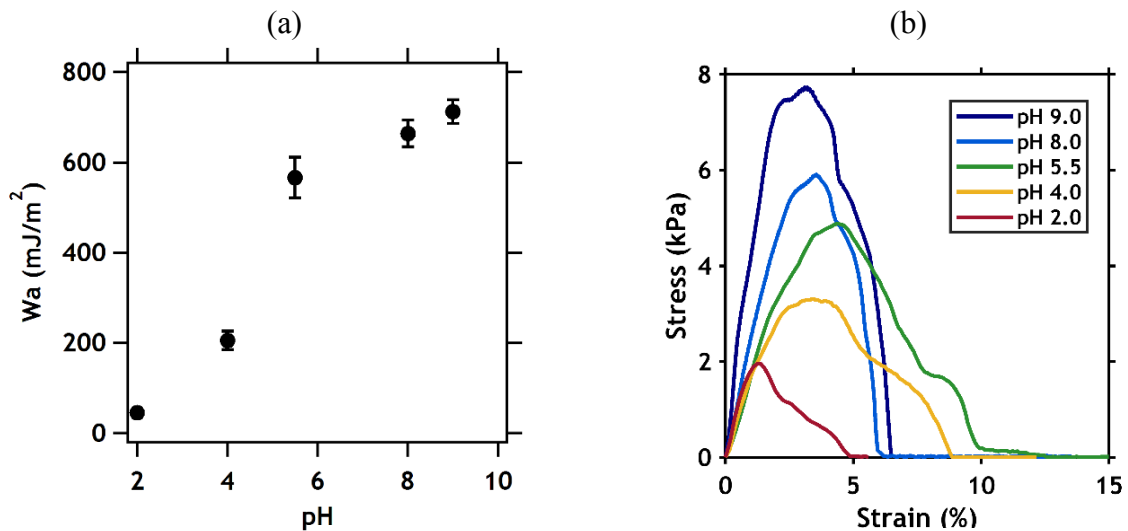 (a)
800
600
400
200
0
Wa (mJ/m²)
2 4 6 8 10
pH
(b)
8
6
4
2
0
Stress (kPa)
pH 9.0
pH 8.0
pH 5.5
pH 4.0
pH 2.0
0 5 10 15
Strain (%)